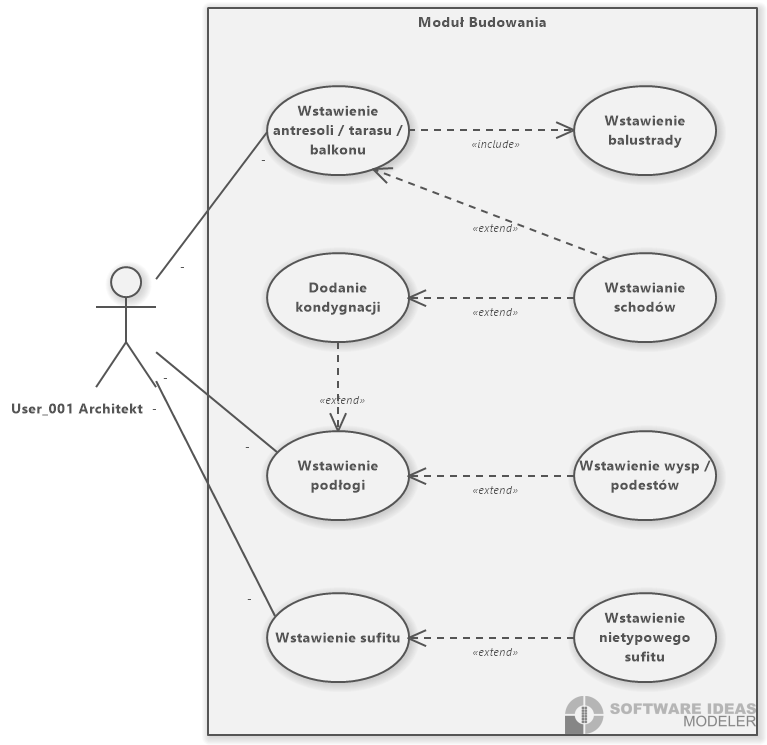 Moduł Budowania
Wstawienie
antresoli / tarasu /
balkonu
«include»
Wstawienie
balustrady
-
-
«extend»
Dodanie
kondygnacji
«extend»
Wstawianie
schodów
User_001 Architekt
-
-
-
«extend»
Wstawienie
podłogi
«extend»
Wstawienie wysp /
podestów
-
Wstawienie sufitu
«extend»
Wstawienie
nietypowego
sufitu
SOFTWARE IDEAS
MODELER